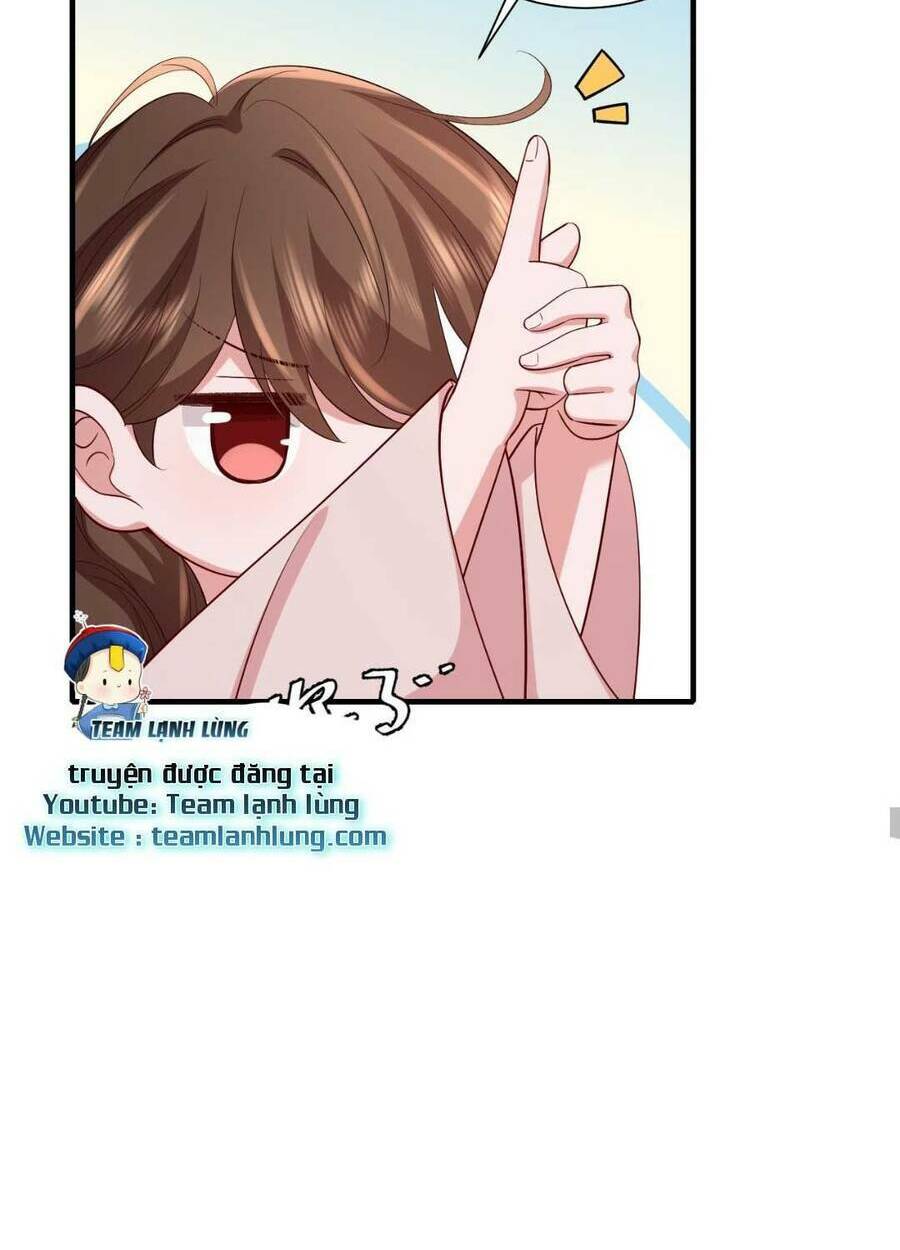 TEAM LẠNH LÙNG
truyện được đăng tại
Youtube: Team lạnh lùng
Website : teamlanhlung.com